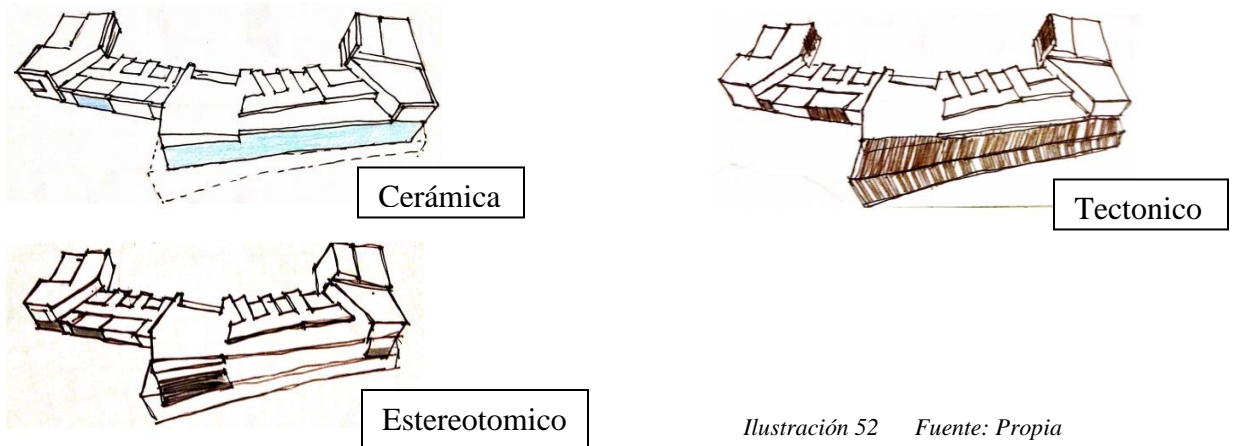 Cerámica
Tectonico
Estereotomico
Ilustración 52 Fuente: Propia